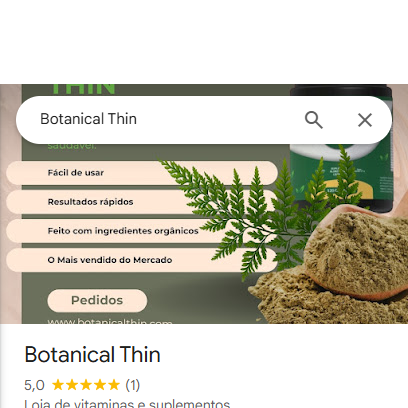 THIN
Botanical Thin
saudável.
Fácil de usar
Resultados rápidos
Feito com ingredientes orgânicos
O Mais vendido do Mercado
Pedidos
www.botanicalthin.com
Botanical Thin
5,0 ★★★★★ (1)
Loja de vitaminas e suplementos